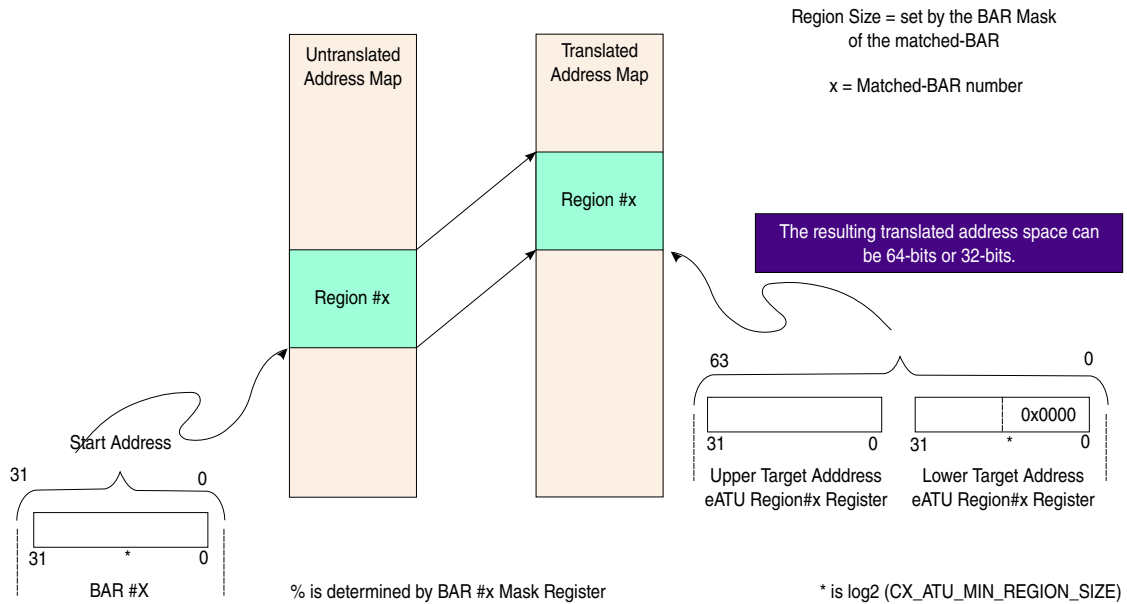 Region Size = set by the BAR Mask
of the matched-BAR
x = Matched-BAR number
Untranslated
Address Map
Translated
Address Map
Region #x
Region #x
The resulting translated address space can
be 64-bits or 32-bits.
63
0
0x0000
31
0
31
*
0
Upper Target Adddress
eATU Region#x Register
Lower Target Address
eATU Region#x Register
Start Address
31
0
31
*
0
BAR #X
% is determined by BAR #x Mask Register
* is log2 (CX_ATU_MIN_REGION_SIZE)